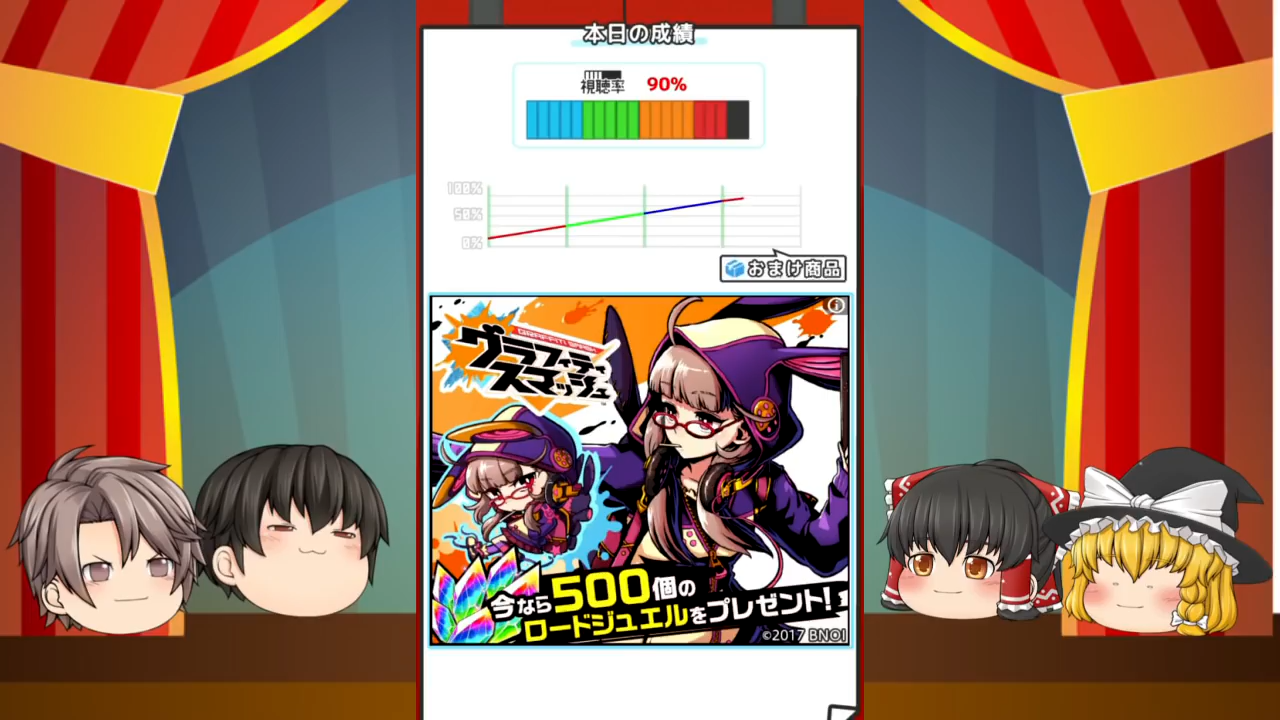 本日の成績
視聴率 90%
100%
50%
0%
おまけ商品
グラフィティ
スマッシュ
今なら500個の
ロードジュエルをプレゼント!
©2017 BNOI